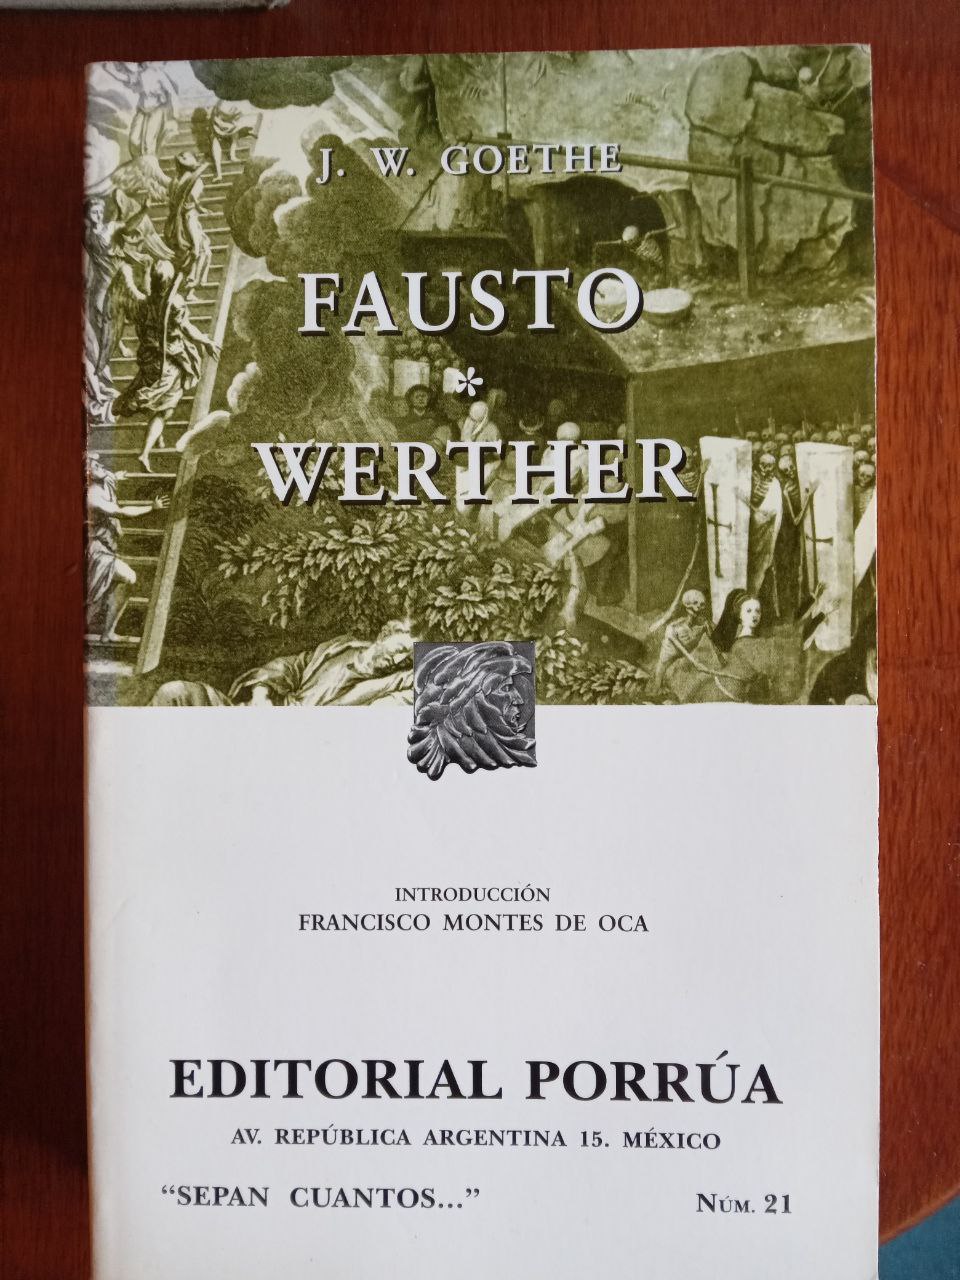 J. W. GOETHE
FAUSTO
*
WERTHER
INTRODUCCIÓN
FRANCISCO MONTES DE OCA
EDITORIAL PORRÚA
AV. REPÚBLICA ARGENTINA 15. MÉXICO
“SEPAN CUANTOS...” NÚM. 21